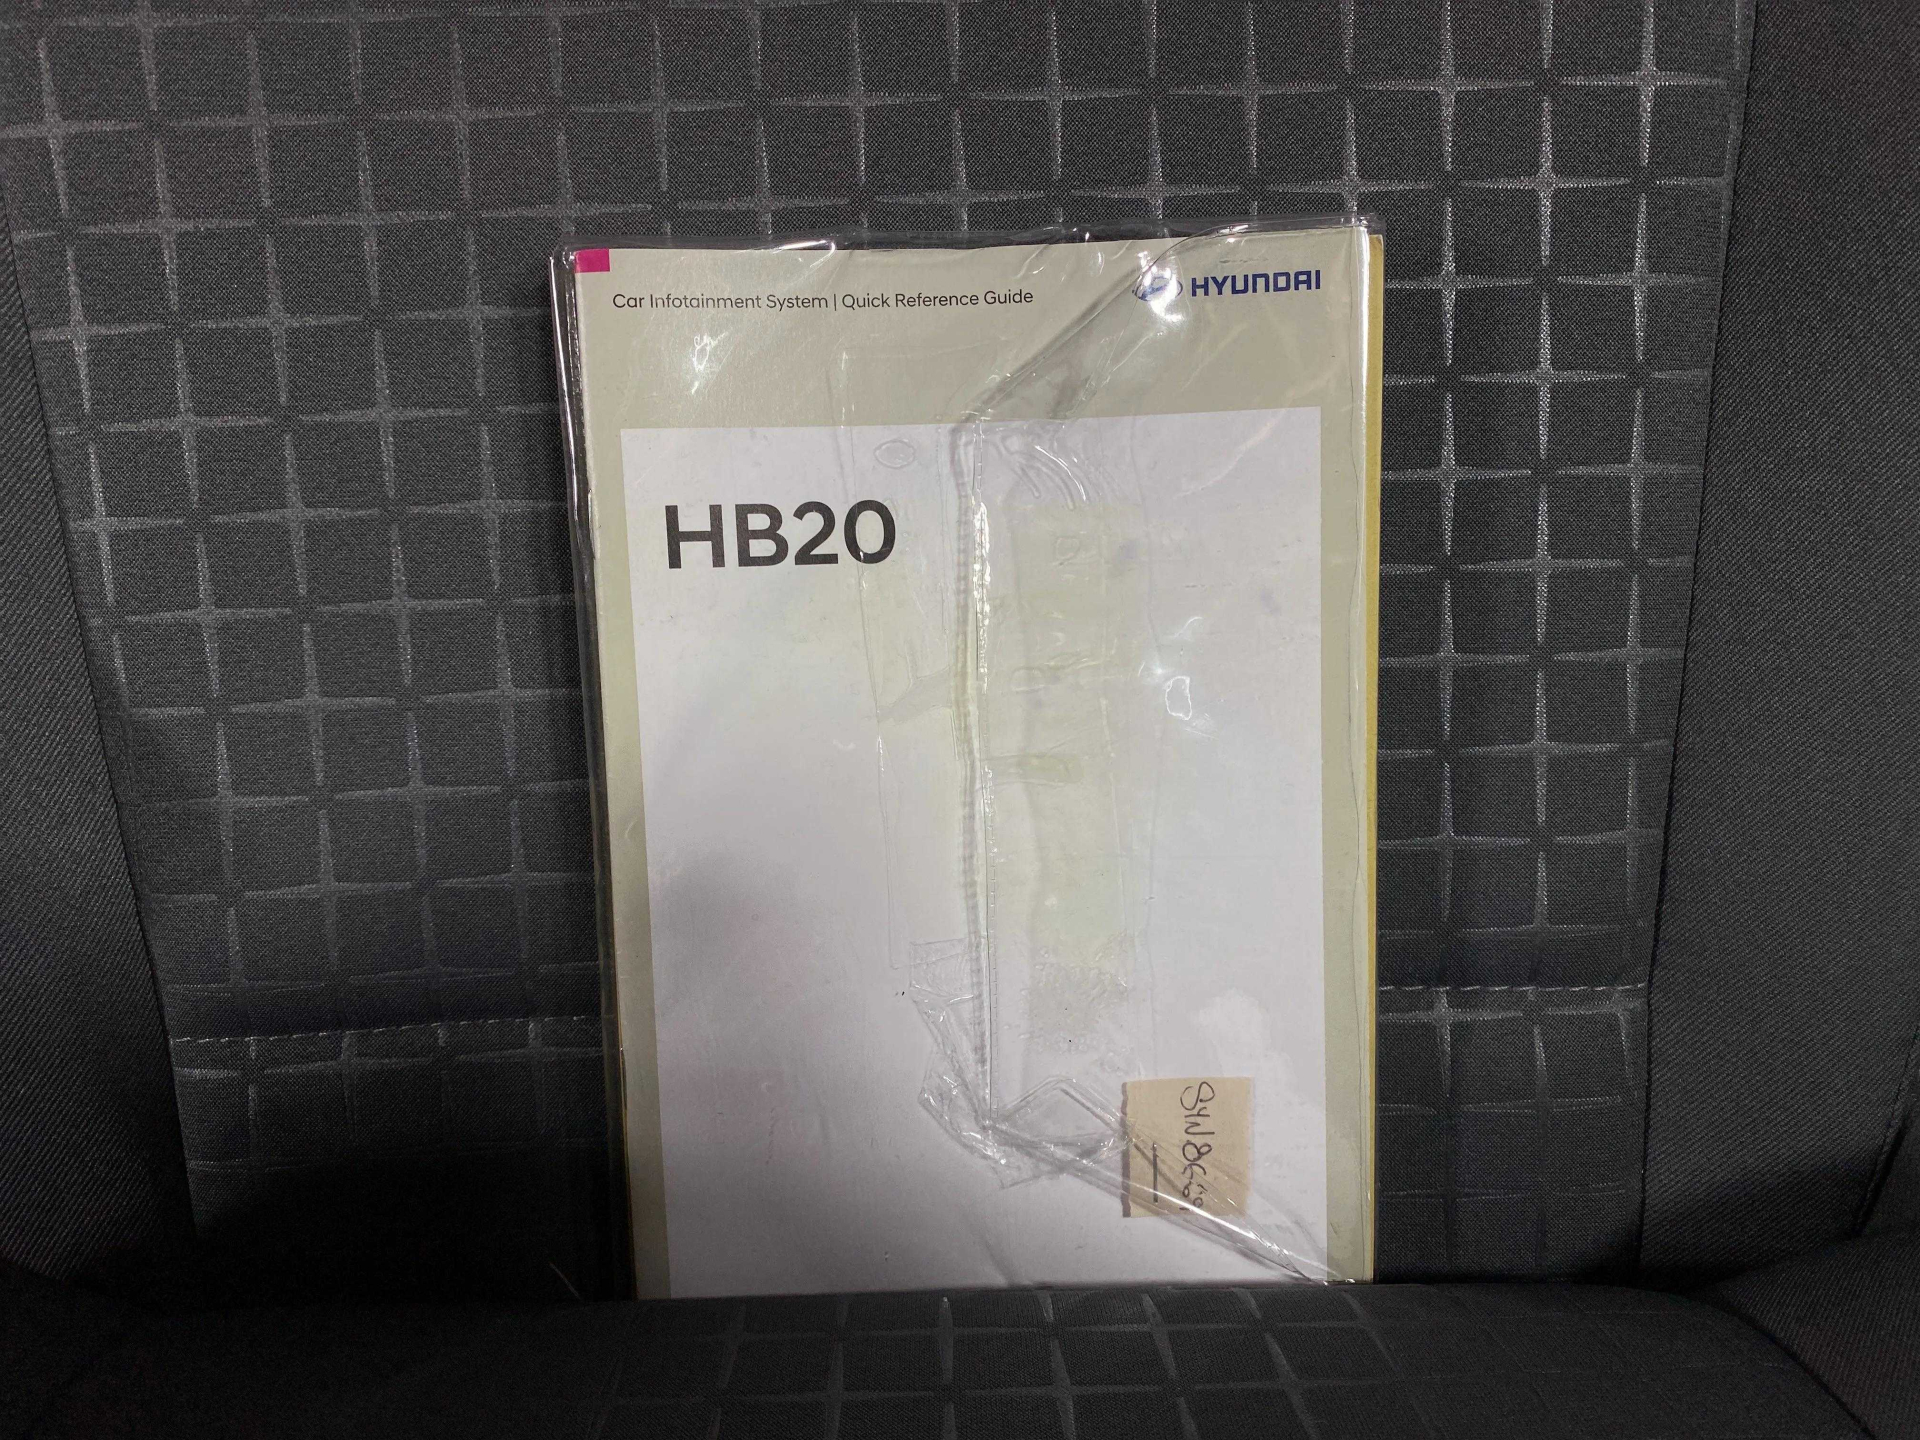 Car Infotainment System | Quick Reference Guide
HYUNDAI
HB20